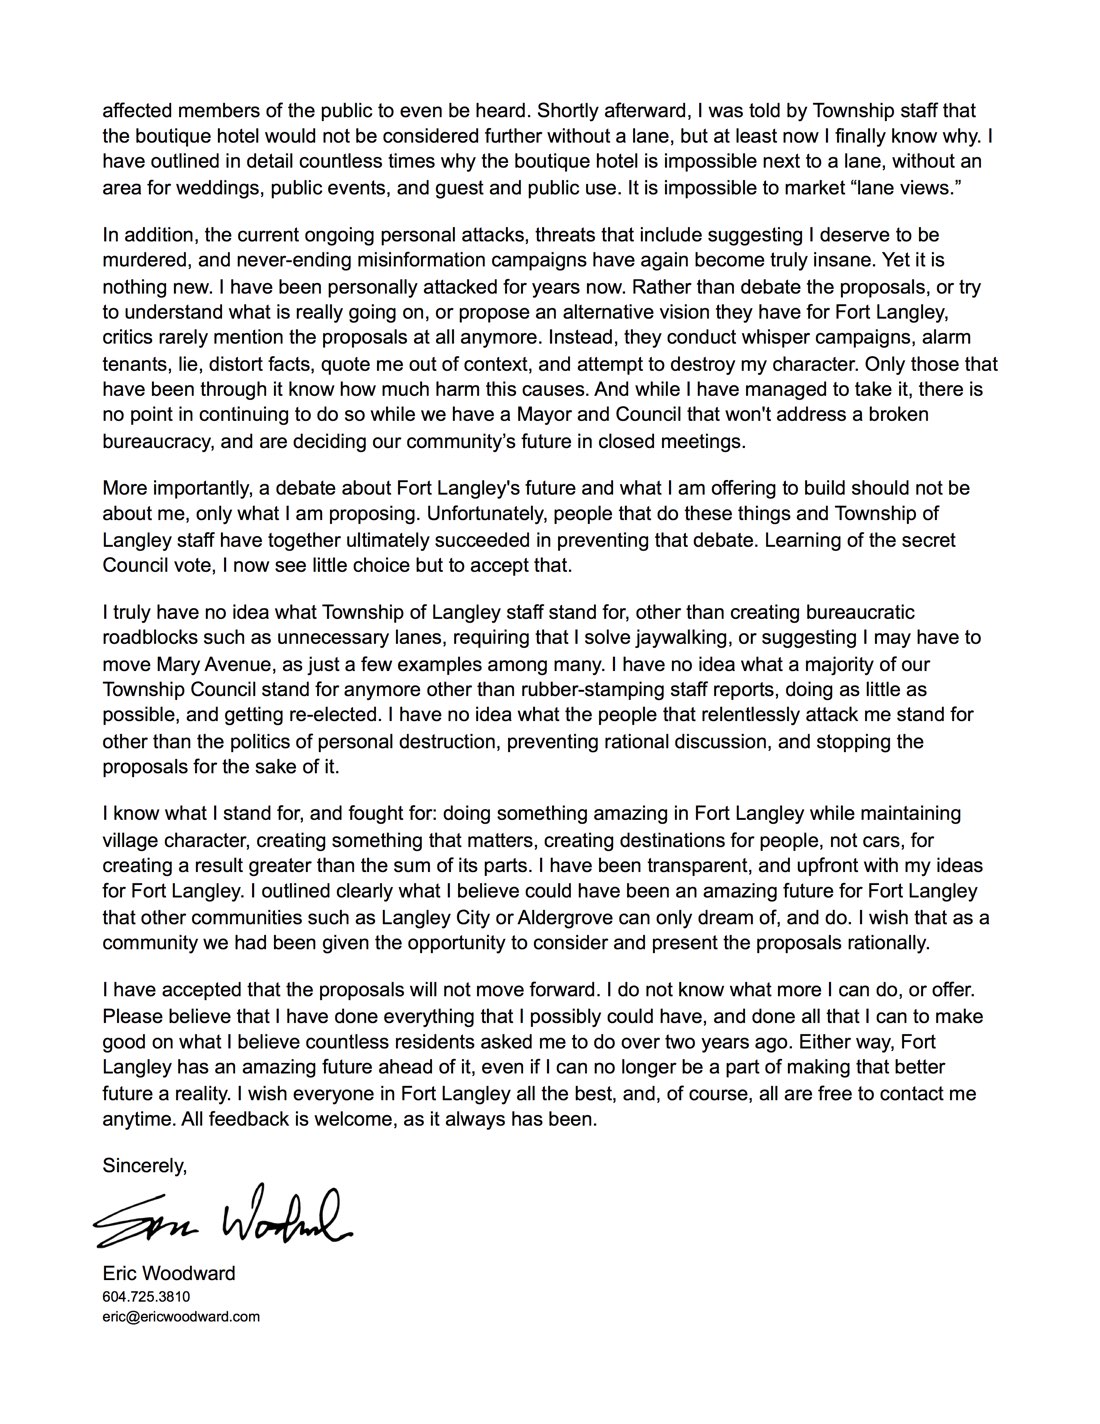 affected members of the public to even be heard. Shortly afterward, I was told by Township staff that
the boutique hotel would not be considered further without a lane, but at least now I finally know why. I
have outlined in detail countless times why the boutique hotel is impossible next to a lane, without an
area for weddings, public events, and guest and public use. It is impossible to market “lane views.”
In addition, the current ongoing personal attacks, threats that include suggesting I deserve to be
murdered, and never-ending misinformation campaigns have again become truly insane. Yet it is
nothing new. I have been personally attacked for years now. Rather than debate the proposals, or try
to understand what is really going on, or propose an alternative vision they have for Fort Langley,
critics rarely mention the proposals at all anymore. Instead, they conduct whisper campaigns, alarm
tenants, lie, distort facts, quote me out of context, and attempt to destroy my character. Only those that
have been through it know how much harm this causes. And while I have managed to take it, there is
no point in continuing to do so while we have a Mayor and Council that won't address a broken
bureaucracy, and are deciding our community’s future in closed meetings.
More importantly, a debate about Fort Langley's future and what I am offering to build should not be
about me, only what I am proposing. Unfortunately, people that do these things and Township of
Langley staff have together ultimately succeeded in preventing that debate. Learning of the secret
Council vote, I now see little choice but to accept that.
I truly have no idea what Township of Langley staff stand for, other than creating bureaucratic
roadblocks such as unnecessary lanes, requiring that I solve jaywalking, or suggesting I may have to
move Mary Avenue, as just a few examples among many. I have no idea what a majority of our
Township Council stand for anymore other than rubber-stamping staff reports, doing as little as
possible, and getting re-elected. I have no idea what the people that relentlessly attack me stand for
other than the politics of personal destruction, preventing rational discussion, and stopping the
proposals for the sake of it.
I know what I stand for, and fought for: doing something amazing in Fort Langley while maintaining
village character, creating something that matters, creating destinations for people, not cars, for
creating a result greater than the sum of its parts. I have been transparent, and upfront with my ideas
for Fort Langley. I outlined clearly what I believe could have been an amazing future for Fort Langley
that other communities such as Langley City or Aldergrove can only dream of, and do. I wish that as a
community we had been given the opportunity to consider and present the proposals rationally.
I have accepted that the proposals will not move forward. I do not know what more I can do, or offer.
Please believe that I have done everything that I possibly could have, and done all that I can to make
good on what I believe countless residents asked me to do over two years ago. Either way, Fort
Langley has an amazing future ahead of it, even if I can no longer be a part of making that better
future a reality. I wish everyone in Fort Langley all the best, and, of course, all are free to contact me
anytime. All feedback is welcome, as it always has been.
Sincerely,
Eric Woodward
604.725.3810
eric@ericwoodward.com